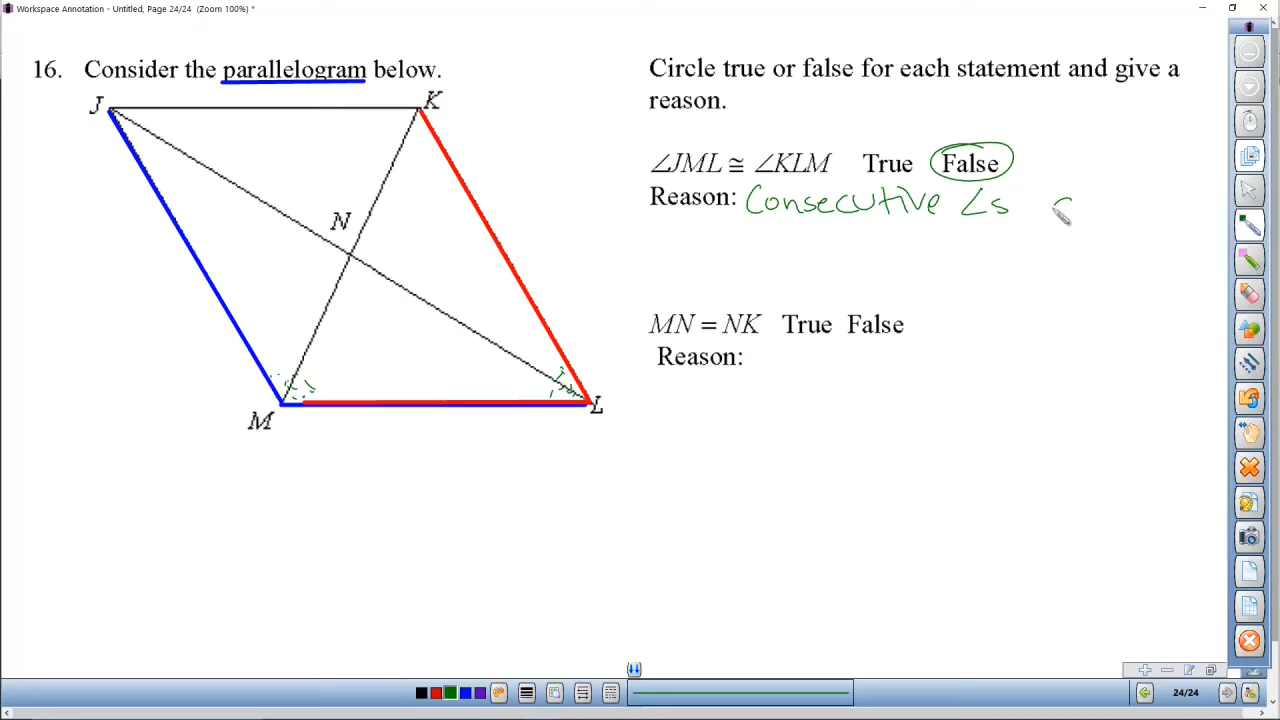 Workspace Annotation - Untitled, Page 24/24 (Zoom 100%) *
16. Consider the parallelogram below.
J
K
N
M
L
Circle true or false for each statement and give a
reason.
∠JML ≅ ∠KLM True False
Reason: Consecutive ∠s
MN = NK True False
Reason:
24/24